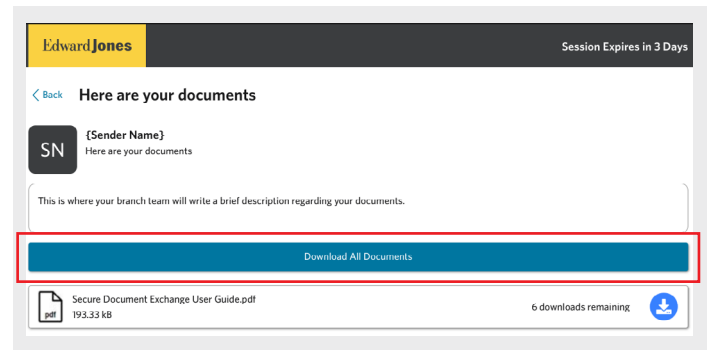 Edward Jones
Session Expires in 3 Days
Back
Here are your documents
SN
{Sender Name}
Here are your documents
This is where your branch team will write a brief description regarding your documents.
Download All Documents
Secure Document Exchange User Guide.pdf
6 downloads remaining
pdf
193.33 kB